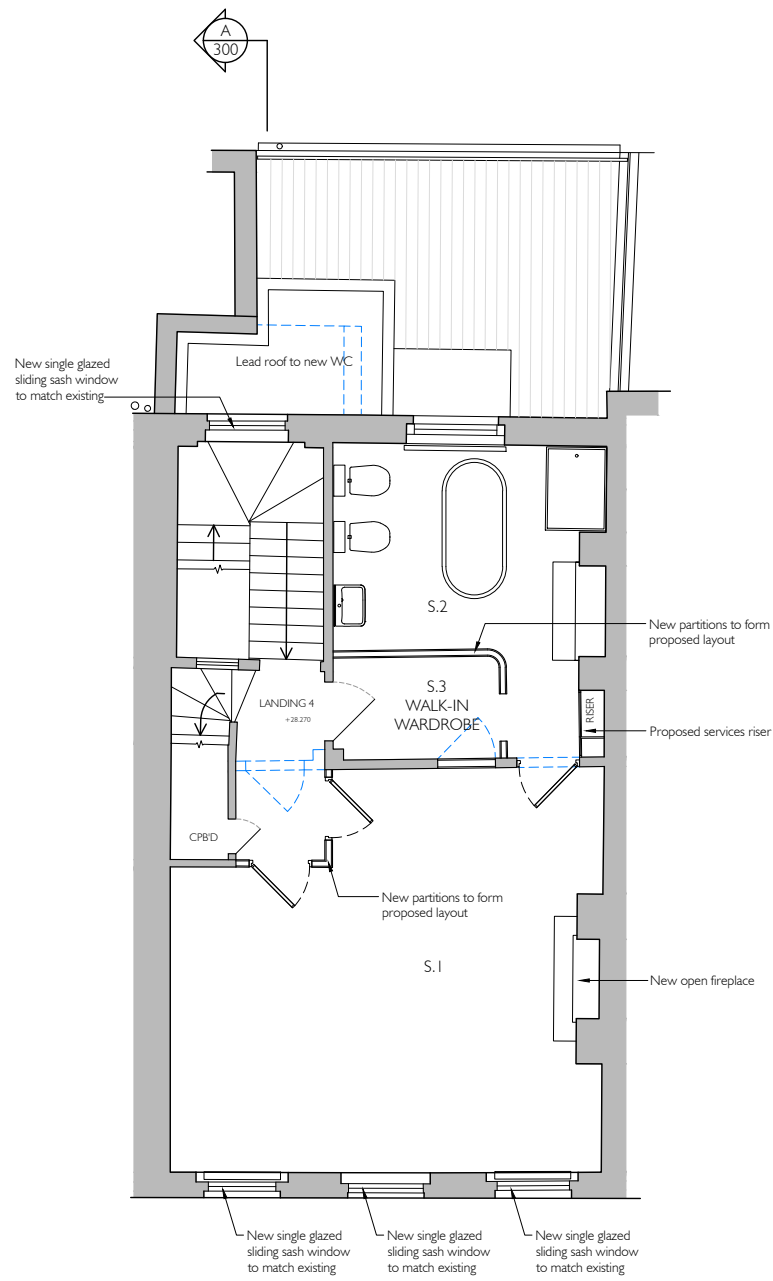 A
300
Lead roof to new WC
New single glazed
sliding sash window
to match existing
S.2
New partitions to form
proposed layout
S.3
WALK-IN
WARDROBE
LANDING 4
+28.270
RISER
Proposed services riser
CPB'D
New partitions to form
proposed layout
S.1
New open fireplace
New single glazed
sliding sash window
to match existing
New single glazed
sliding sash window
to match existing
New single glazed
sliding sash window
to match existing